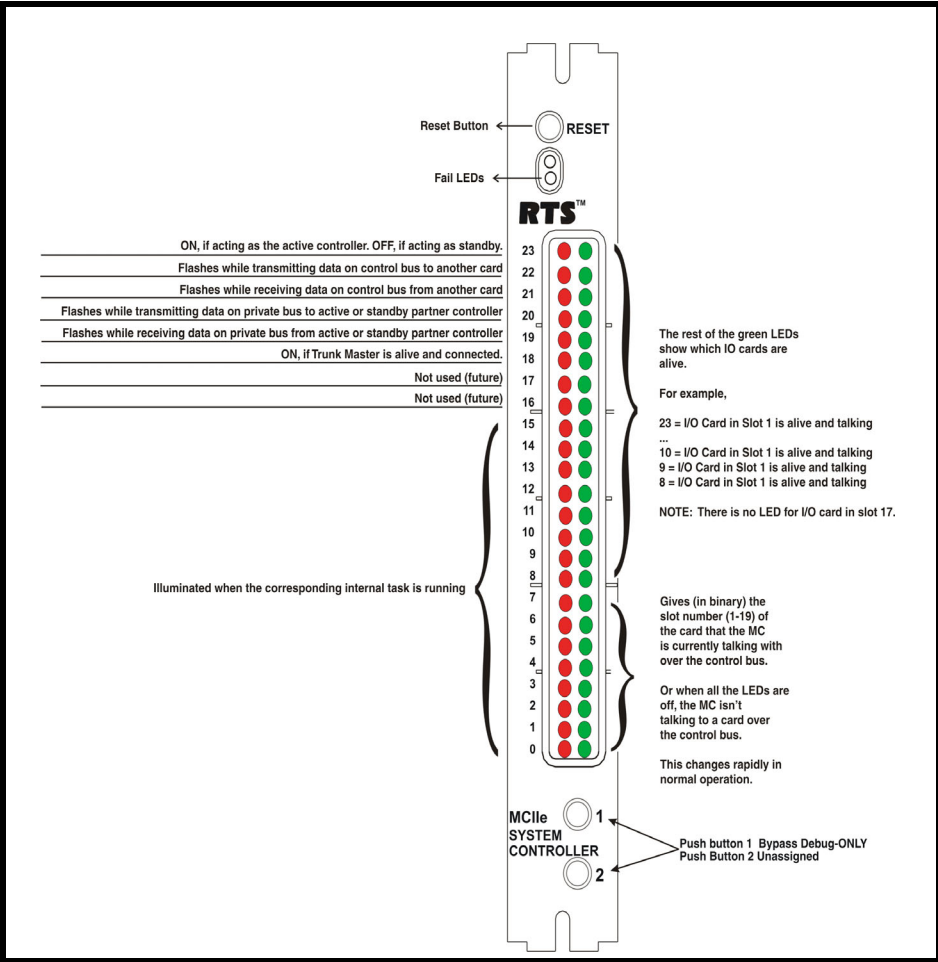 Reset Button
RESET
Fail LEDs
RTS™
ON, if acting as the active controller. OFF, if acting as standby.
Flashes while transmitting data on control bus to another card
Flashes while receiving data on control bus from another card
Flashes while transmitting data on private bus to active or standby partner controller
Flashes while receiving data on private bus from active or standby partner controller
ON, if Trunk Master is alive and connected.
Not used (future)
Not used (future)
Illuminated when the corresponding internal task is running
23
22
21
20
19
18
17
16
15
14
13
12
11
10
9
8
7
6
5
4
3
2
1
0
The rest of the green LEDs
show which IO cards are
alive.
For example,
23 = I/O Card in Slot 1 is alive and talking
...
10 = I/O Card in Slot 1 is alive and talking
9 = I/O Card in Slot 1 is alive and talking
8 = I/O Card in Slot 1 is alive and talking
NOTE: There is no LED for I/O card in slot 17.
Gives (in binary) the
slot number (1-19) of
the card that the MC
is currently talking with
over the control bus.
Or when all the LEDs are
off, the MC isn't
talking to a card over
the control bus.
This changes rapidly in
normal operation.
MCIIe
SYSTEM
CONTROLLER
1
2
Push button 1 Bypass Debug-ONLY
Push Button 2 Unassigned